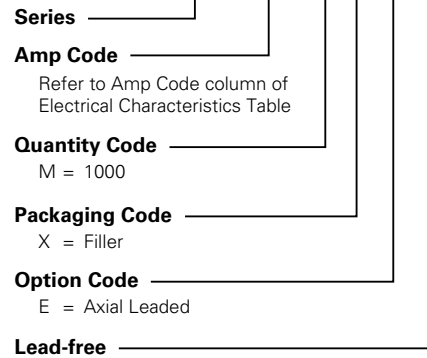 Series
Amp Code
Refer to Amp Code column of
Electrical Characteristics Table
Quantity Code
M = 1000
Packaging Code
X = Filler
Option Code
E = Axial Leaded
Lead-free